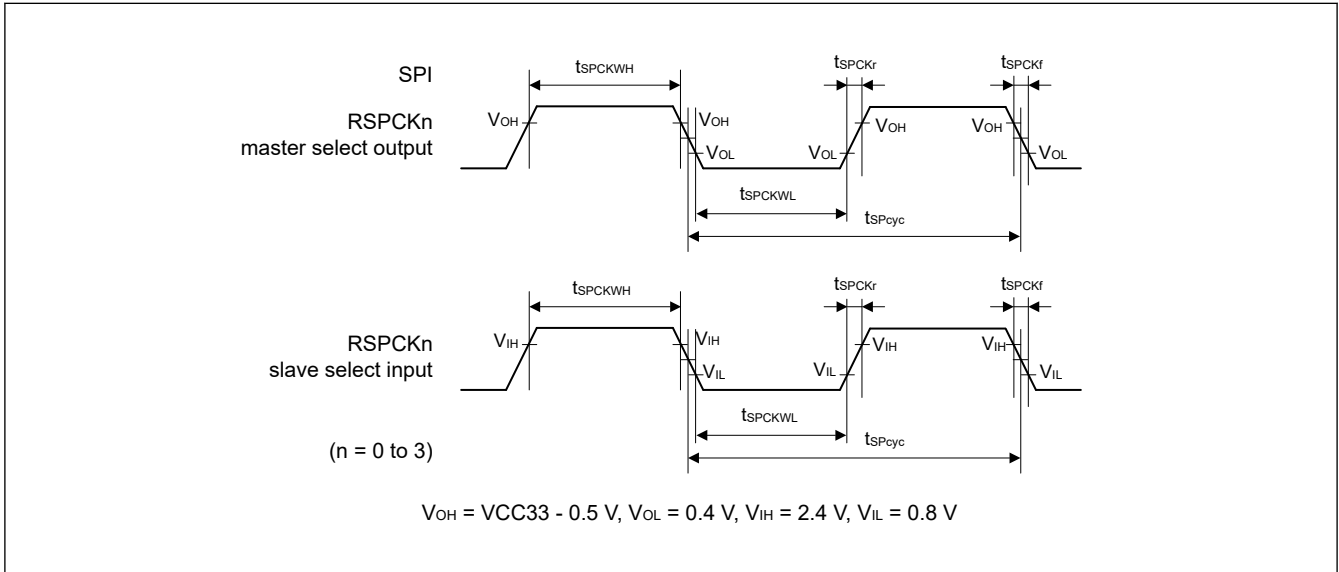 SPI
tSPCKWH
tSPCKr
tSPCKf
RSPCKn
master select output
VOH
VOH
VOL
VOL
VOH
VOH
VOL
tSPCKWL
tSPcyc
tSPCKWH
tSPCKr
tSPCKf
RSPCKn
slave select input
VIH
VIH
VIL
VIL
VIH
VIH
VIL
tSPCKWL
tSPcyc
(n = 0 to 3)
VOH = VCC33 - 0.5 V, VOL = 0.4 V, VIH = 2.4 V, VIL = 0.8 V